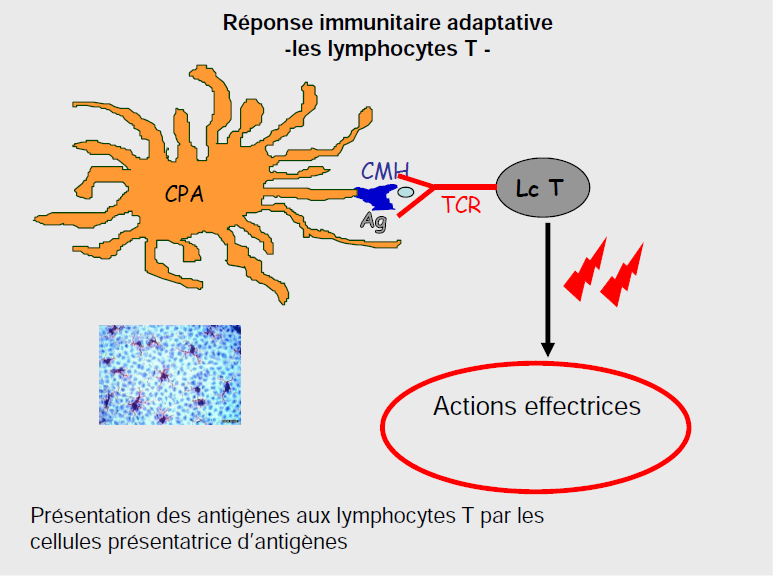 Réponse immunitaire adaptative
-les lymphocytes T -
CMH
CPA
Lc T
TCR
Ag
Actions effectrices
Présentation des antigènes aux lymphocytes T par les
cellules présentatrice d'antigènes